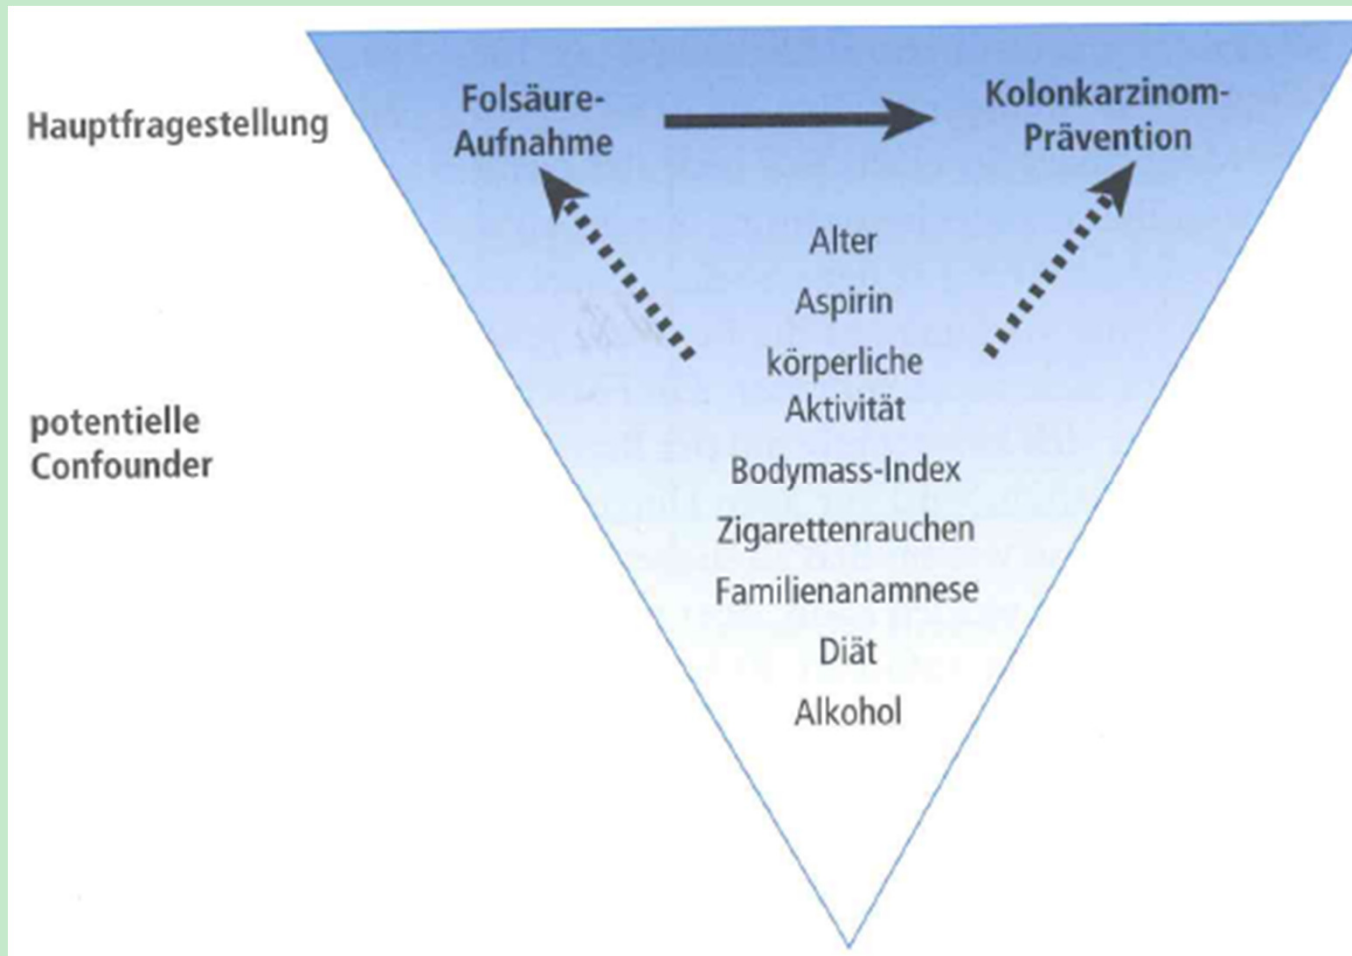 Hauptfragestellung
Folsäure-
Aufnahme
Kolonkarzinom-
Prävention
potentielle
Confounder
Alter
Aspirin
körperliche
Aktivität
Bodymass-Index
Zigarettenrauchen
Familienanamnese
Diät
Alkohol